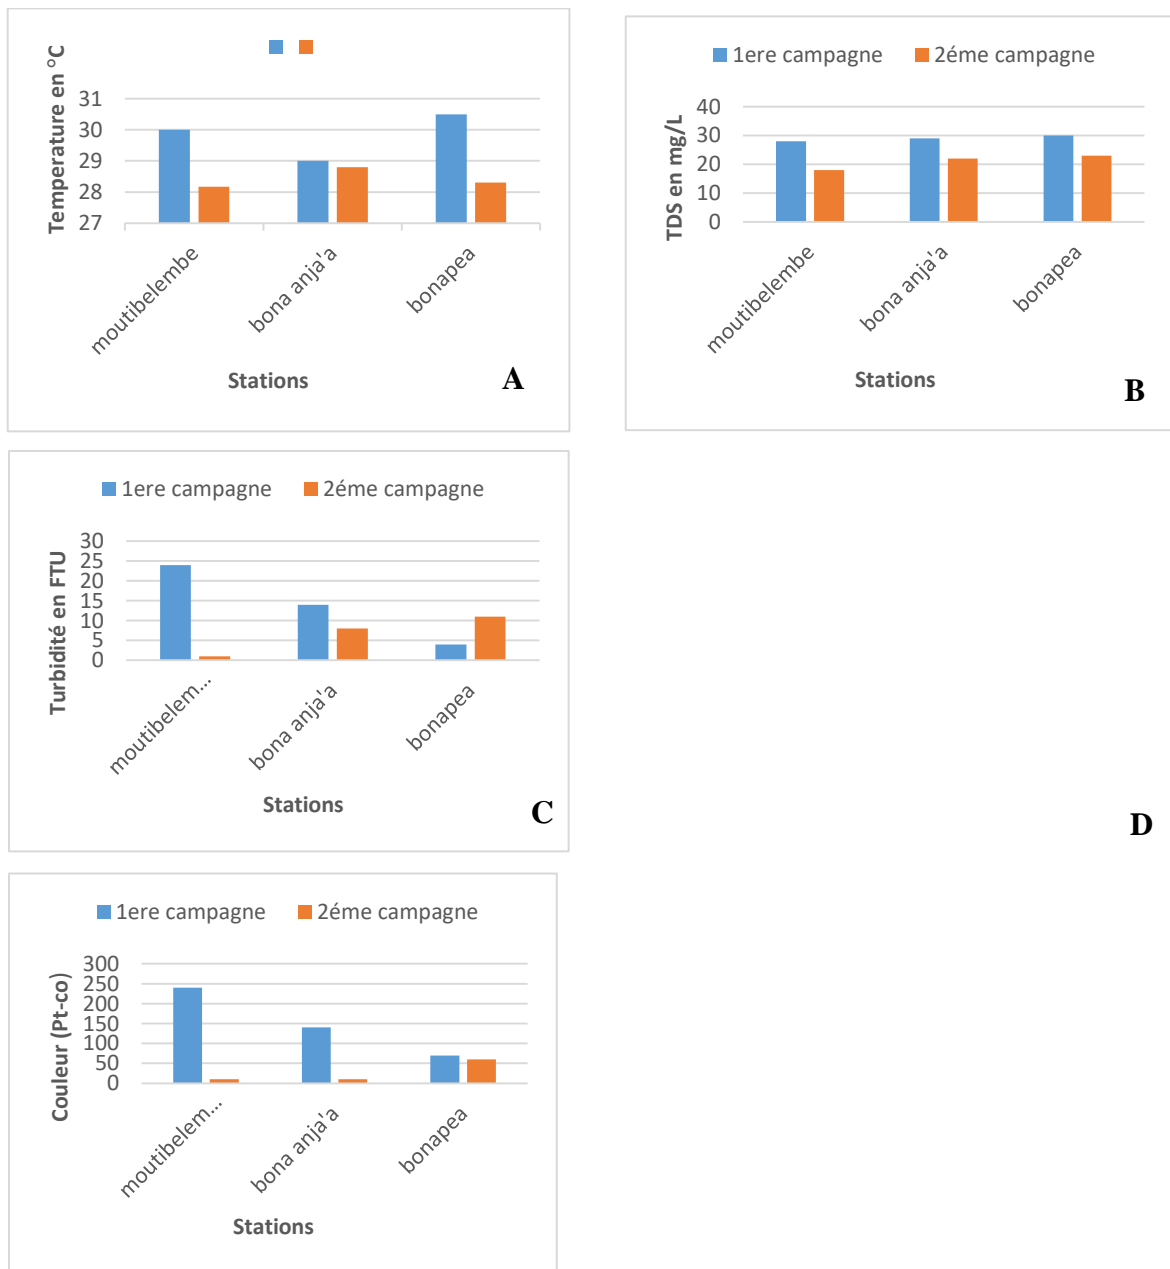 Temperature en °C
31
30
29
28
27
moutibelembe
bona anja'a
bonapea
Stations
A
1ere campagne 2éme campagne
TDS en mg/L
40
30
20
10
0
moutibelembe
bona anja'a
bonapea
Stations
B
1ere campagne 2éme campagne
Turbidité en FTU
30
25
20
15
10
5
0
moutibelem...
bona anja'a
bonapea
Stations
C
D
1ere campagne 2éme campagne
Couleur (Pt-co)
300
250
200
150
100
50
0
moutibelem...
bona anja'a
bonapea
Stations